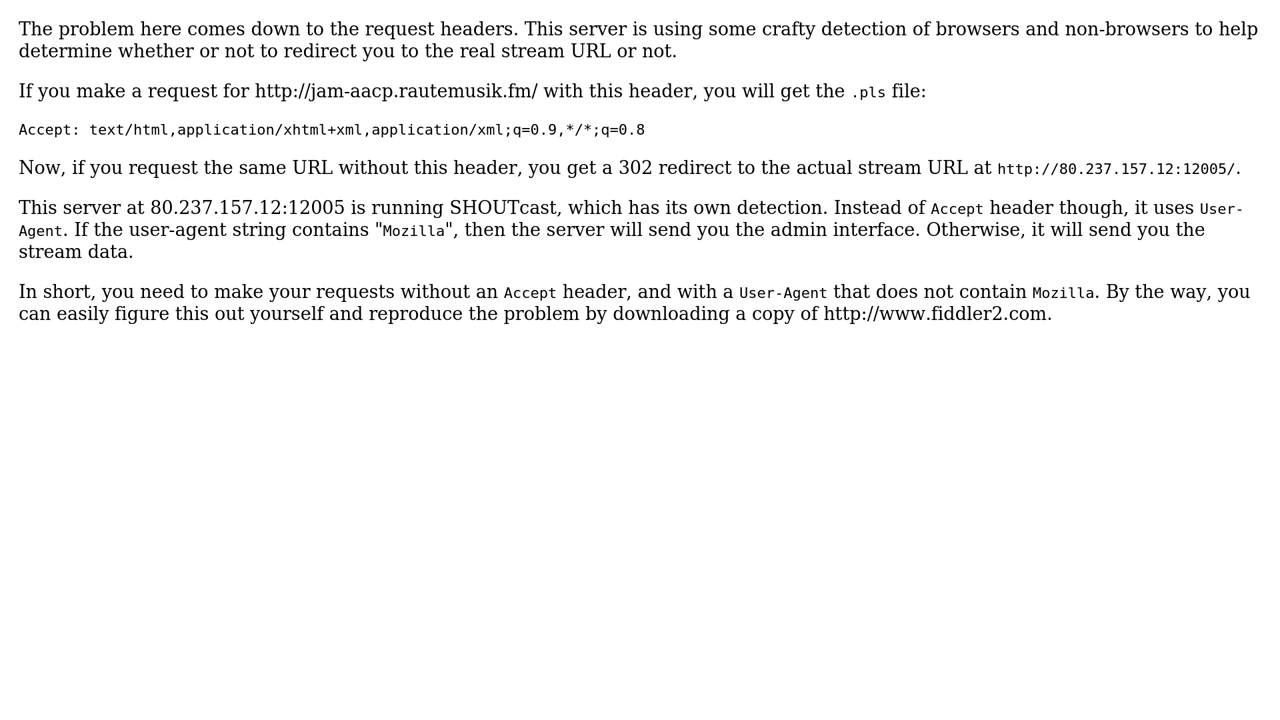 The problem here comes down to the request headers. This server is using some crafty detection of browsers and non-browsers to help
determine whether or not to redirect you to the real stream URL or not.
If you make a request for http://jam-aacp.rautemusik.fm/ with this header, you will get the .pls file:
Accept: text/html,application/xhtml+xml,application/xml;q=0.9,*/*;q=0.8
Now, if you request the same URL without this header, you get a 302 redirect to the actual stream URL at http://80.237.157.12:12005/.
This server at 80.237.157.12:12005 is running SHOUTcast, which has its own detection. Instead of Accept header though, it uses User-
Agent. If the user-agent string contains "Mozilla", then the server will send you the admin interface. Otherwise, it will send you the
stream data.
In short, you need to make your requests without an Accept header, and with a User-Agent that does not contain Mozilla. By the way, you
can easily figure this out yourself and reproduce the problem by downloading a copy of http://www.fiddler2.com.